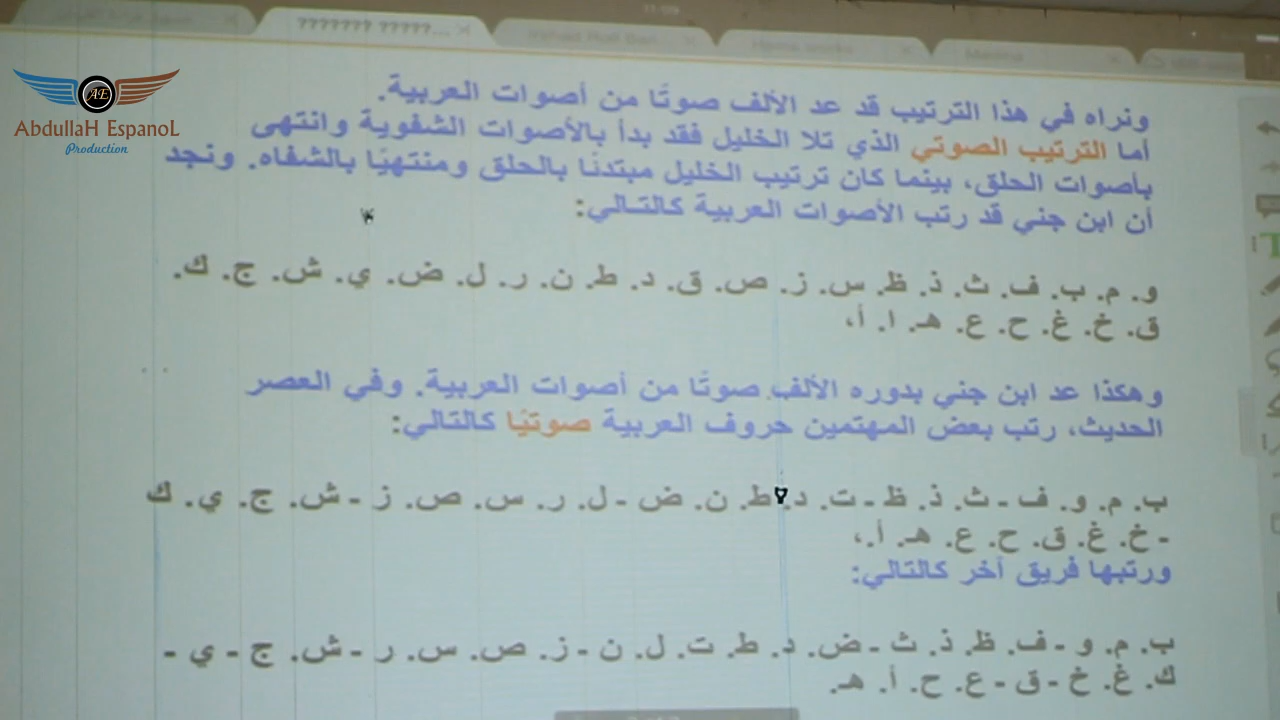 ??????? ?????...
AE
AbdullaH EspanoL
Production
ونراه في هذا الترتيب قد عد الألف صوتًا من أصوات العربية.
أما الترتيب الصوتي الذي تلا الخليل فقد بدأ بالأصوات الشفوية وانتهى
بأصوات الحلق، بينما كان ترتيب الخليل مبتدئًا بالحلق ومنتهيًا بالشفاه. ونجد
أن ابن جني قد رتب الأصوات العربية كالتالي:
و. م. ب. ف. ث. ذ. ظ. س. ز. ص. ق. د. ط. ن. ر. ل. ض. ي. ش. ج. ك.
ق. خ. غ. ح. ع. هـ. ا. أ،
وهكذا عد ابن جني بدوره الألف صوتًا من أصوات العربية. وفي العصر
الحديث، رتب بعض المهتمين حروف العربية صوتيًا كالتالي:
ب. م. و. ف - ث. ذ. ظ - ت. د. ط. ن. ض - ل. ر. س. ص. ز - ش. ج. ي. ك
- خ. غ. ق. ح. ع. هـ. أ.،
ورتبها فريق آخر كالتالي:
ب. م. و - ف. ظ. ذ. ث - ض. د. ط. ت. ل. ن - ز. ص. س. ر - ش. ج - ي -
ك. غ. خ - ق - ع. ح. أ. هـ.